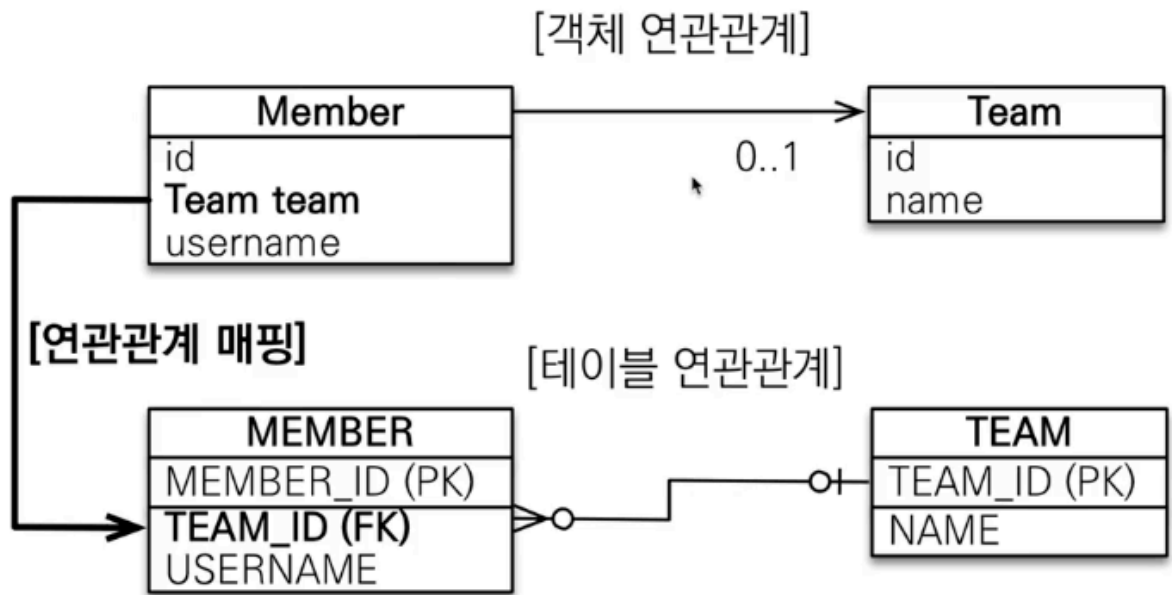 [객체 연관관계]
Member
id
Team team
username
0..1
Team
id
name
[연관관계 매핑]
[테이블 연관관계]
MEMBER
MEMBER_ID (PK)
TEAM_ID (FK)
USERNAME
TEAM
TEAM_ID (PK)
NAME